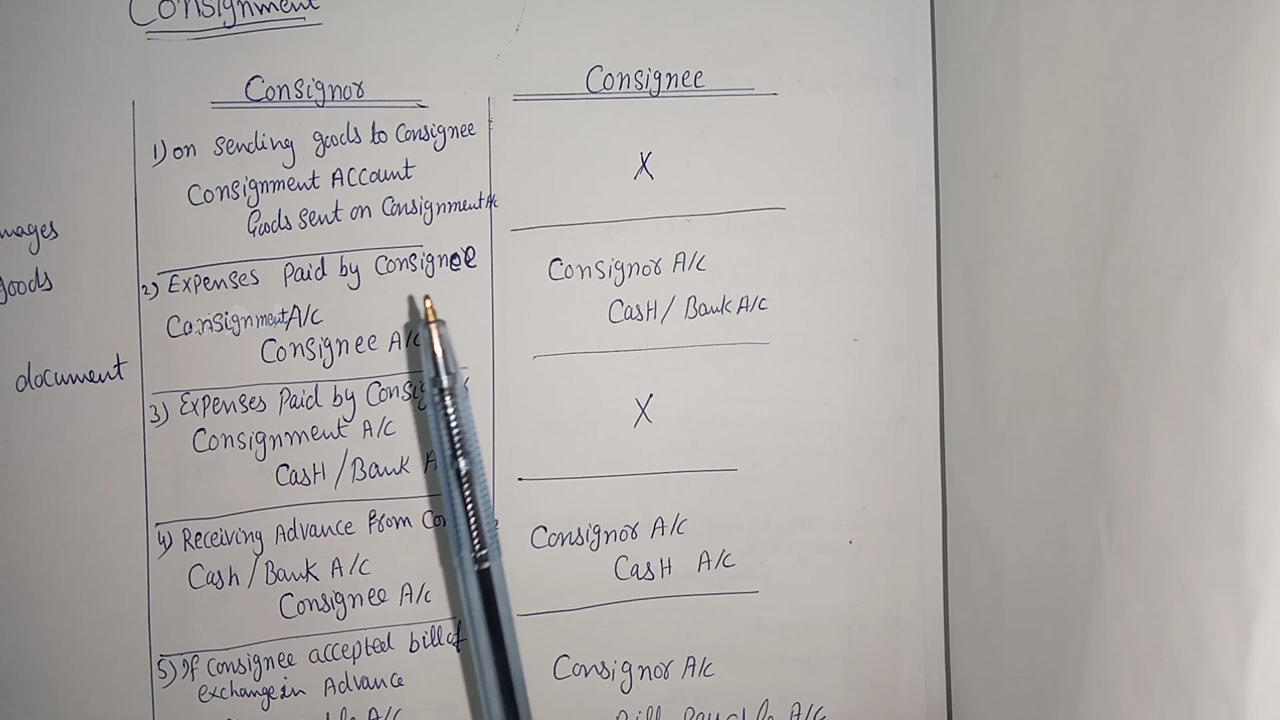 Consignment
Consignor
1) on sending goods to Consignee
Consignment Account
Goods sent on Consignment A/c
2) Expenses Paid by Consignee
Consignment A/c
Consignee A/c
3) Expenses Paid by
Consignment A/c
CasH / Bank
4) Receiving Advance From
Cash / Bank A/c
Consignee A/c
5) If consignee accepted bill of
exchange in Advance
A/c
Consignee
X
Consignor A/c
CasH / Bank A/c
X
Consignor A/c
CasH A/c
Consignor A/c
Bill Payable A/c
goods
document